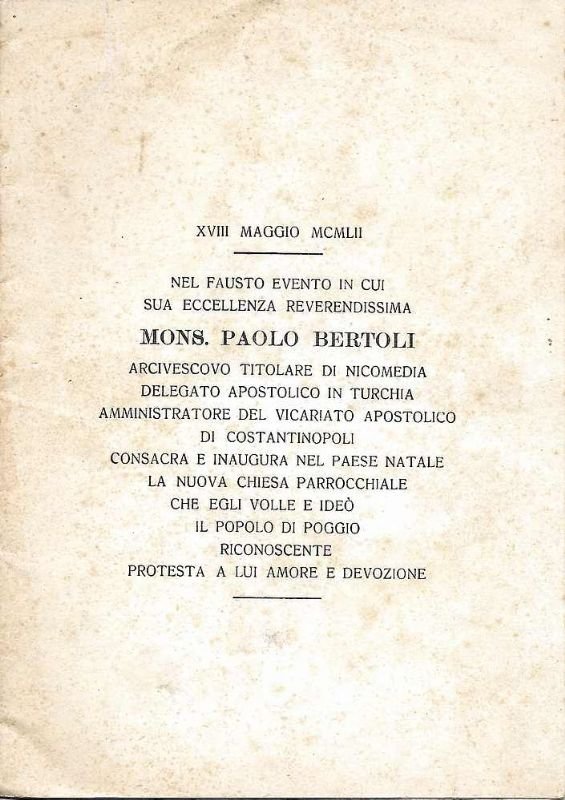 XVIII MAGGIO MCMLII
NEL FAUSTO EVENTO IN CUI
SUA ECCELLENZA REVERENDISSIMA
MONS. PAOLO BERTOLI
ARCIVESCOVO TITOLARE DI NICOMEDIA
DELEGATO APOSTOLICO IN TURCHIA
AMMINISTRATORE DEL VICARIATO APOSTOLICO
DI COSTANTINOPOLI
CONSACRA E INAUGURA NEL PAESE NATALE
LA NUOVA CHIESA PARROCCHIALE
CHE EGLI VOLLE E IDEÒ
IL POPOLO DI POGGIO
RICONOSCENTE
PROTESTA A LUI AMORE E DEVOZIONE